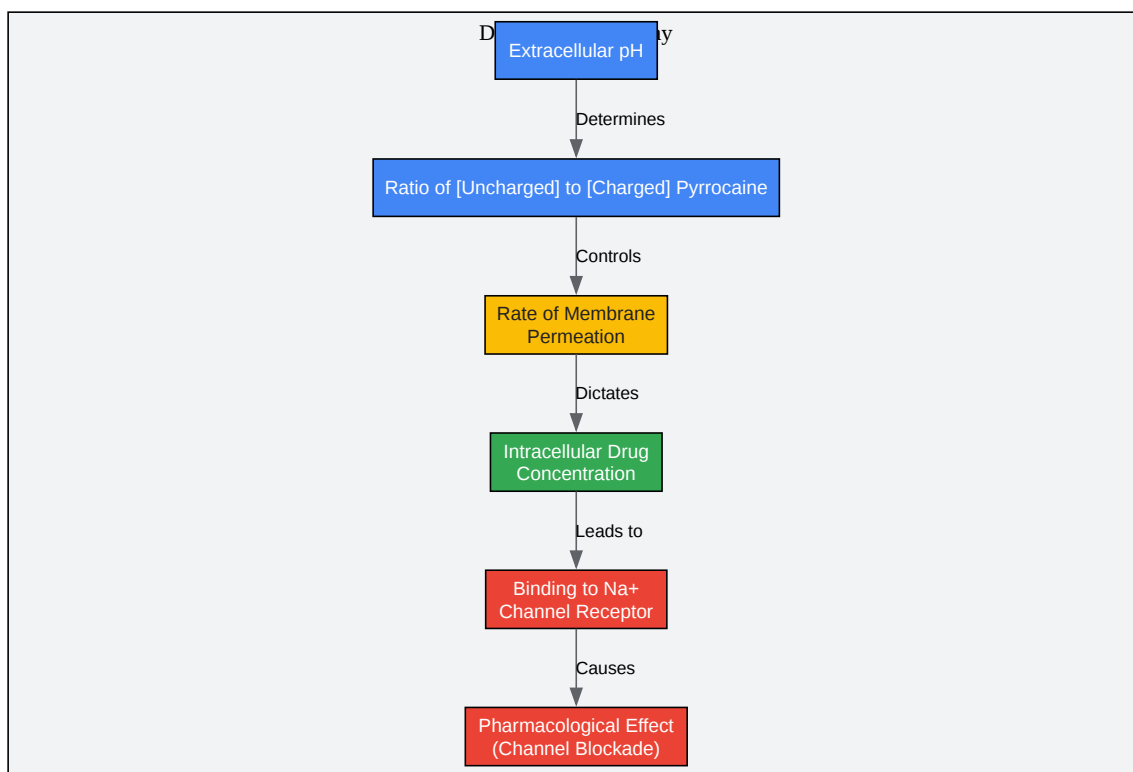 Extracellular pH
Determines
Ratio of [Uncharged] to [Charged] Pyrrocaine
Controls
Rate of Membrane
Permeation
Dictates
Intracellular Drug
Concentration
Leads to
Binding to Na+
Channel Receptor
Causes
Pharmacological Effect
(Channel Blockade)